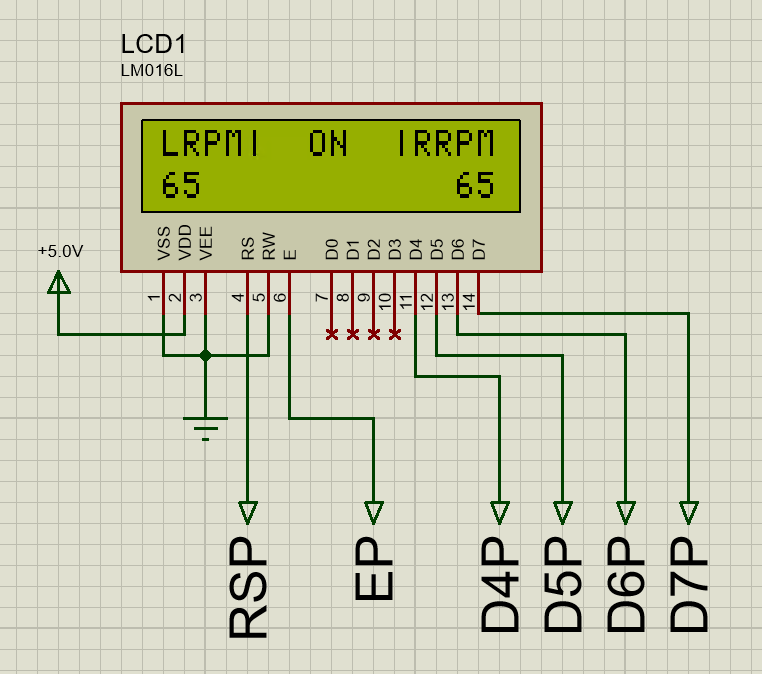 LCD1
LM016L
LRPM| ON |RRPM
65 65
+5.0V
VSS VDD VEE RS RW E D0 D1 D2 D3 D4 D5 D6 D7
1 2 3 4 5 6 7 8 9 10 11 12 13 14
RSP EP D4P D5P D6P D7P